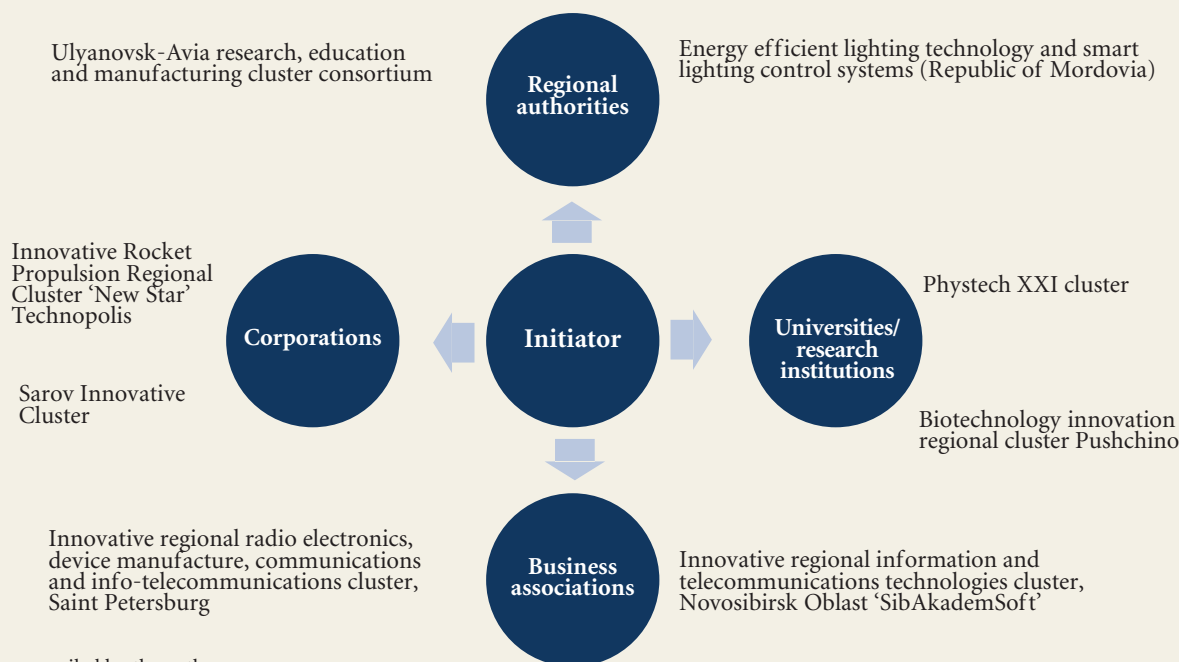 Ulyanovsk-Avia research, education
and manufacturing cluster consortium
Regional
authorities
Energy efficient lighting technology and smart
lighting control systems (Republic of Mordovia)
Innovative Rocket
Propulsion Regional
Cluster ‘New Star’
Technopolis
Sarov Innovative
Cluster
Corporations
Initiator
Universities/
research
institutions
Phystech XXI cluster
Biotechnology innovation
regional cluster Pushchino
Innovative regional radio electronics,
device manufacture, communications
and info-telecommunications cluster,
Saint Petersburg
Business
associations
Innovative regional information and
telecommunications technologies cluster,
Novosibirsk Oblast ‘SibAkademSoft’